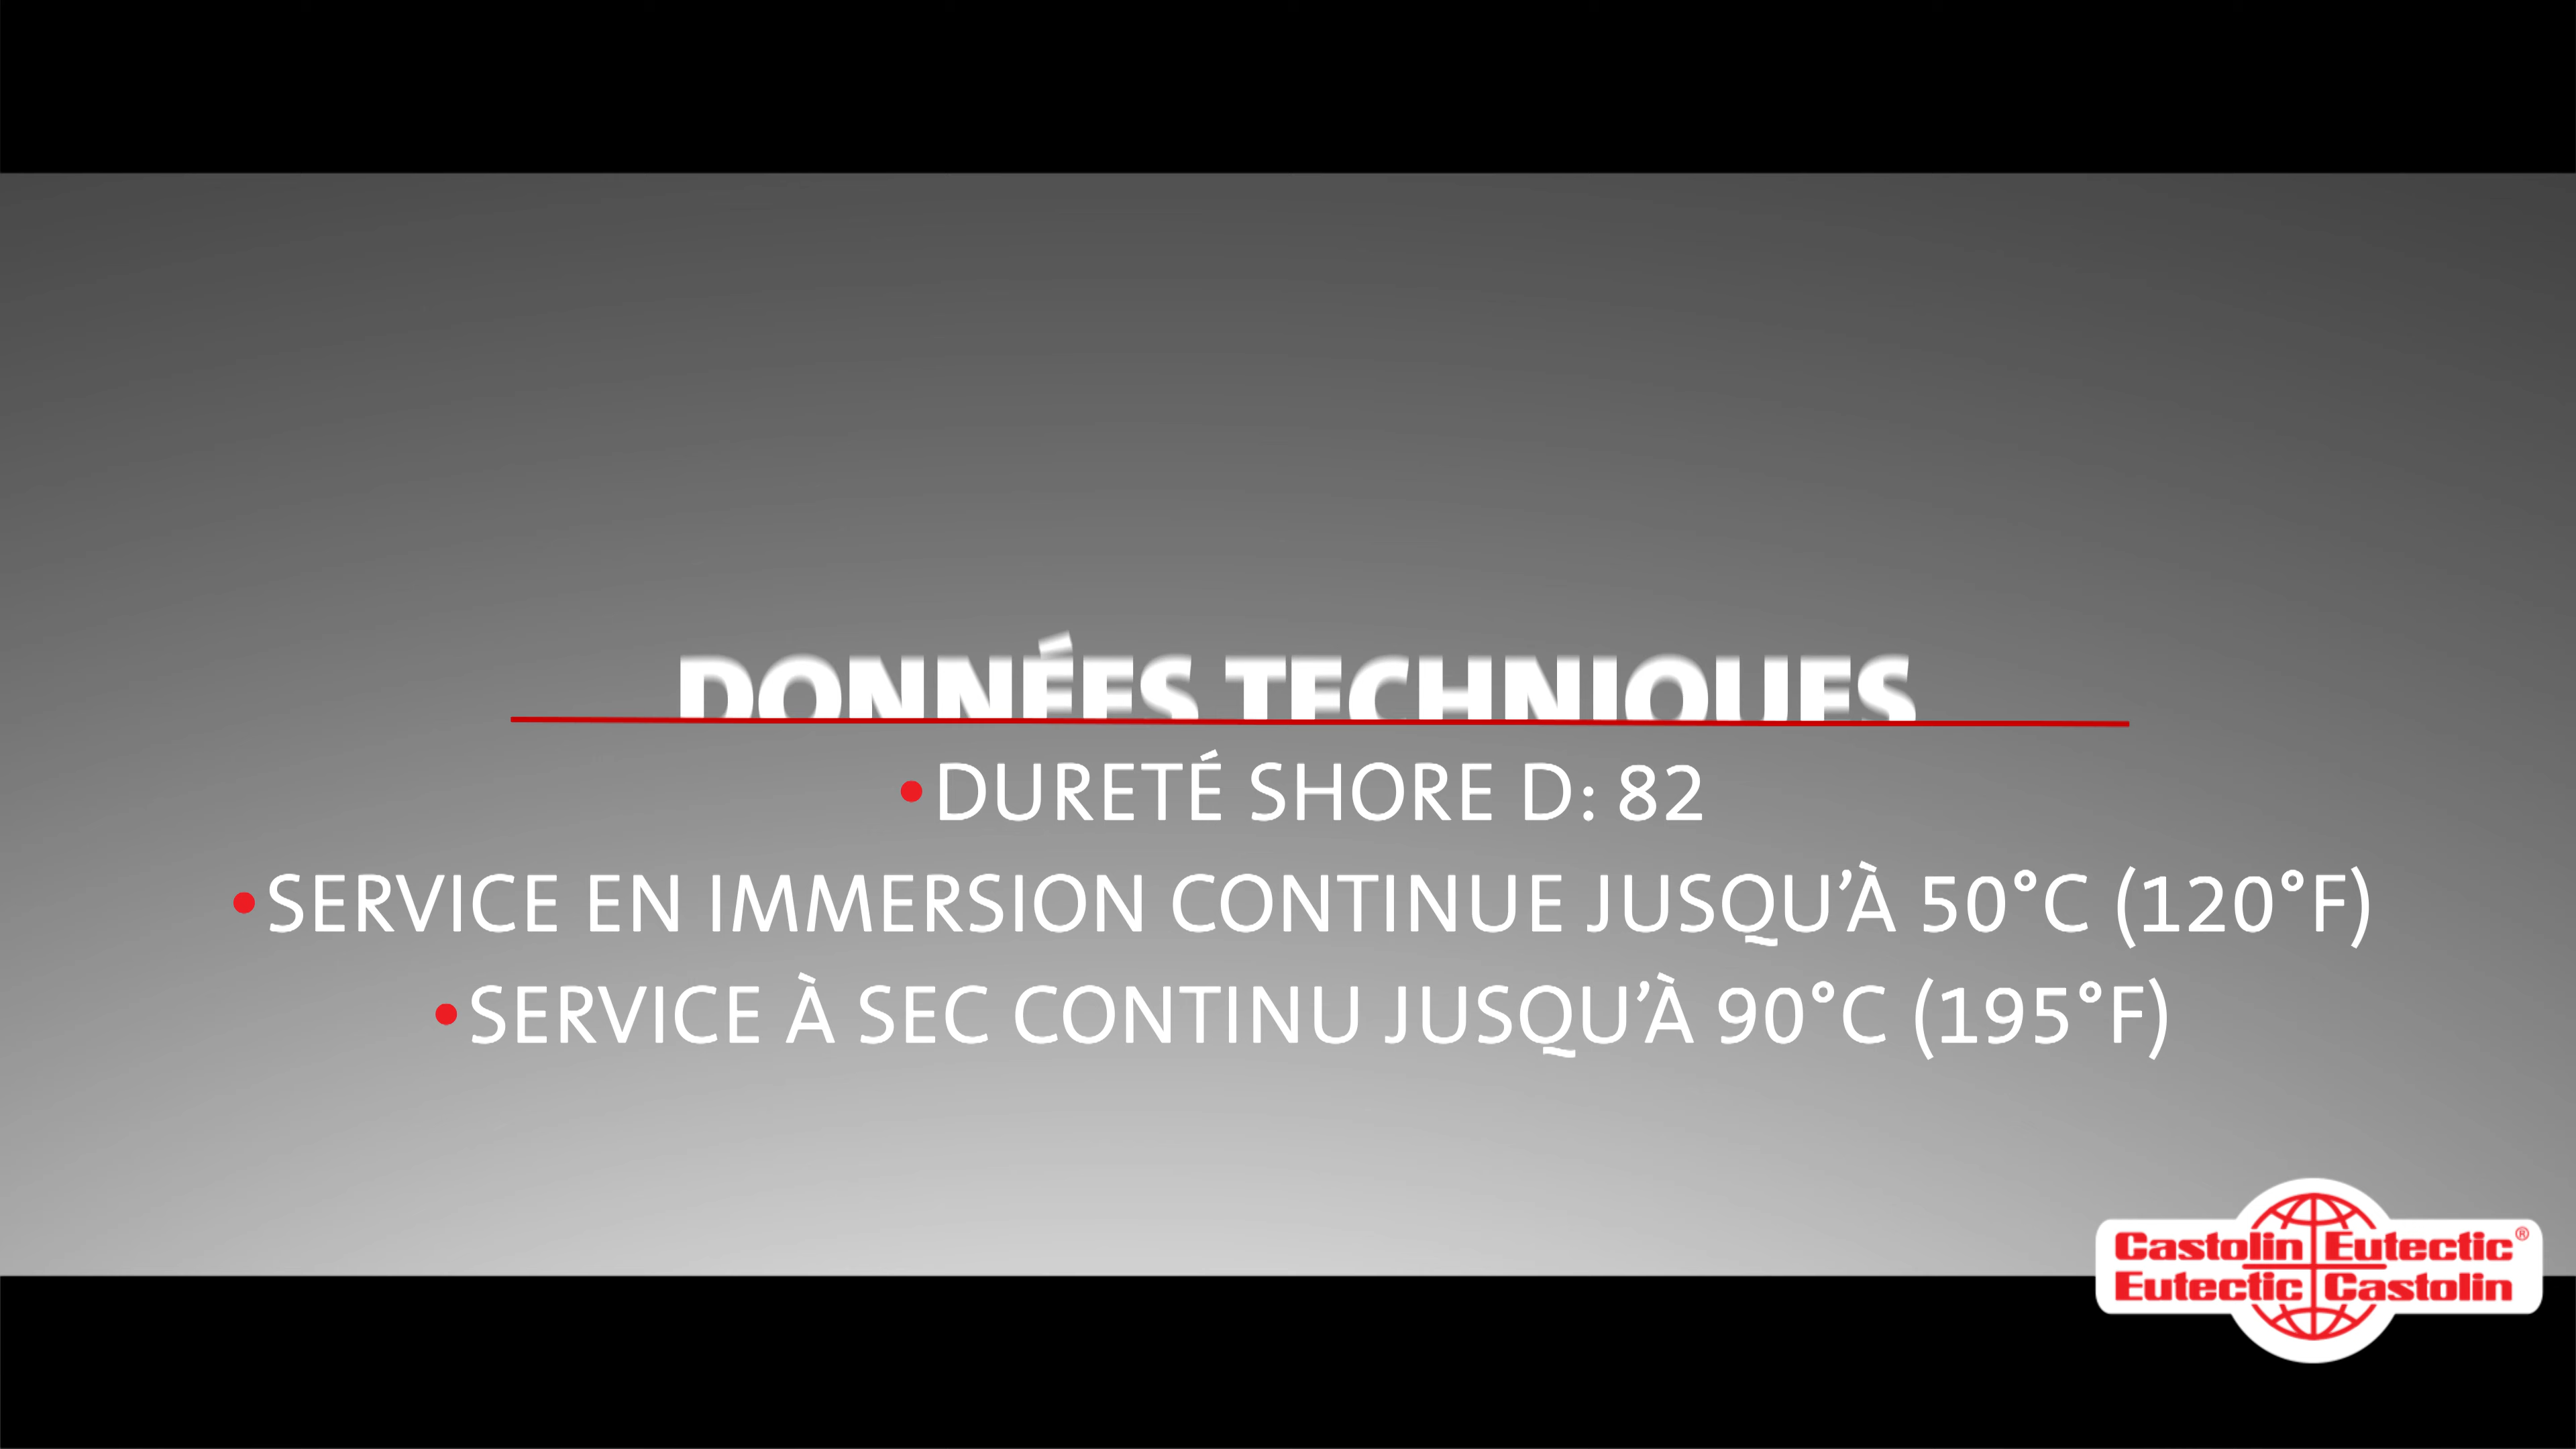 DONNÉES TECHNIQUES
•DURETÉ SHORE D: 82
•SERVICE EN IMMERSION CONTINUE JUSQU’À 50°C (120°F)
•SERVICE À SEC CONTINU JUSQU’À 90°C (195°F)
Castolin Eutectic®
Eutectic Castolin